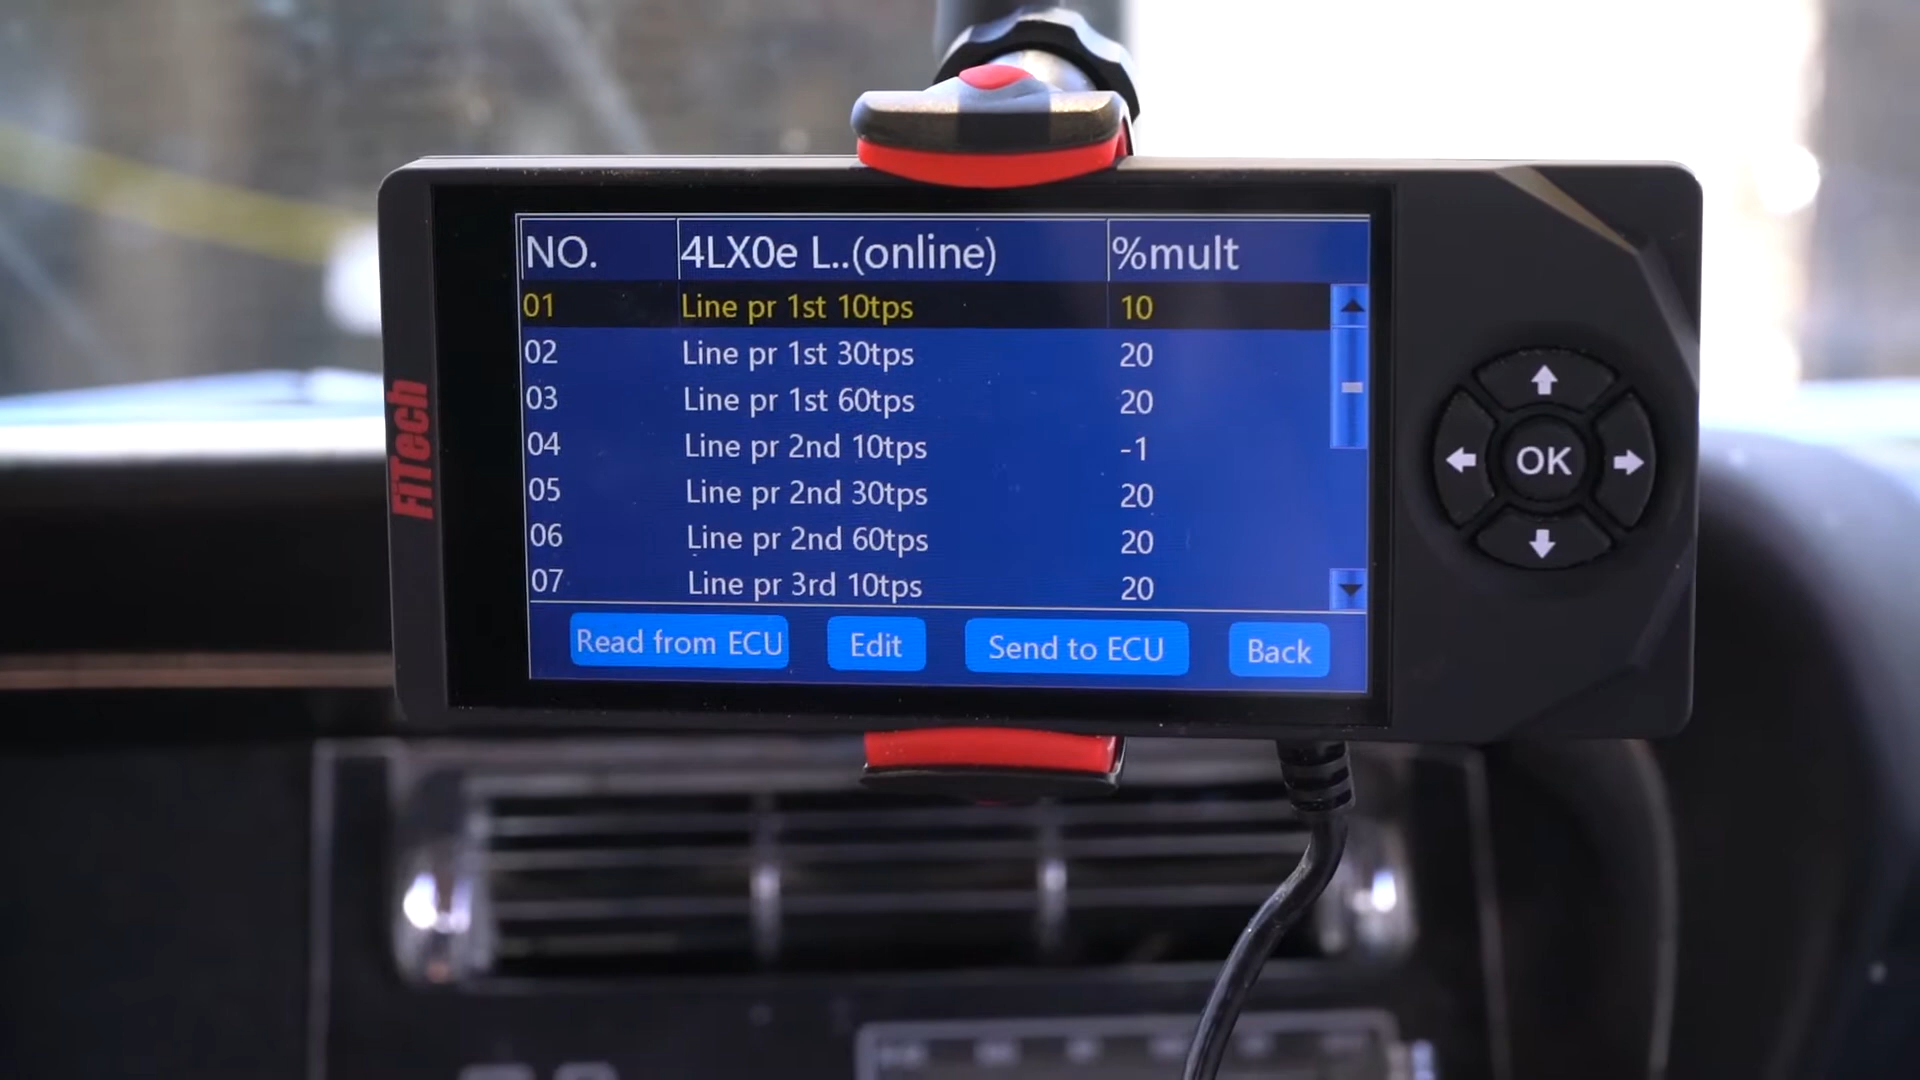 NO. 4LX0e L..(online) %mult
01 Line pr 1st 10tps 10
02 Line pr 1st 30tps 20
03 Line pr 1st 60tps 20
04 Line pr 2nd 10tps -1
05 Line pr 2nd 30tps 20
06 Line pr 2nd 60tps 20
07 Line pr 3rd 10tps 20
Read from ECU Edit Send to ECU Back
FiTech
OK